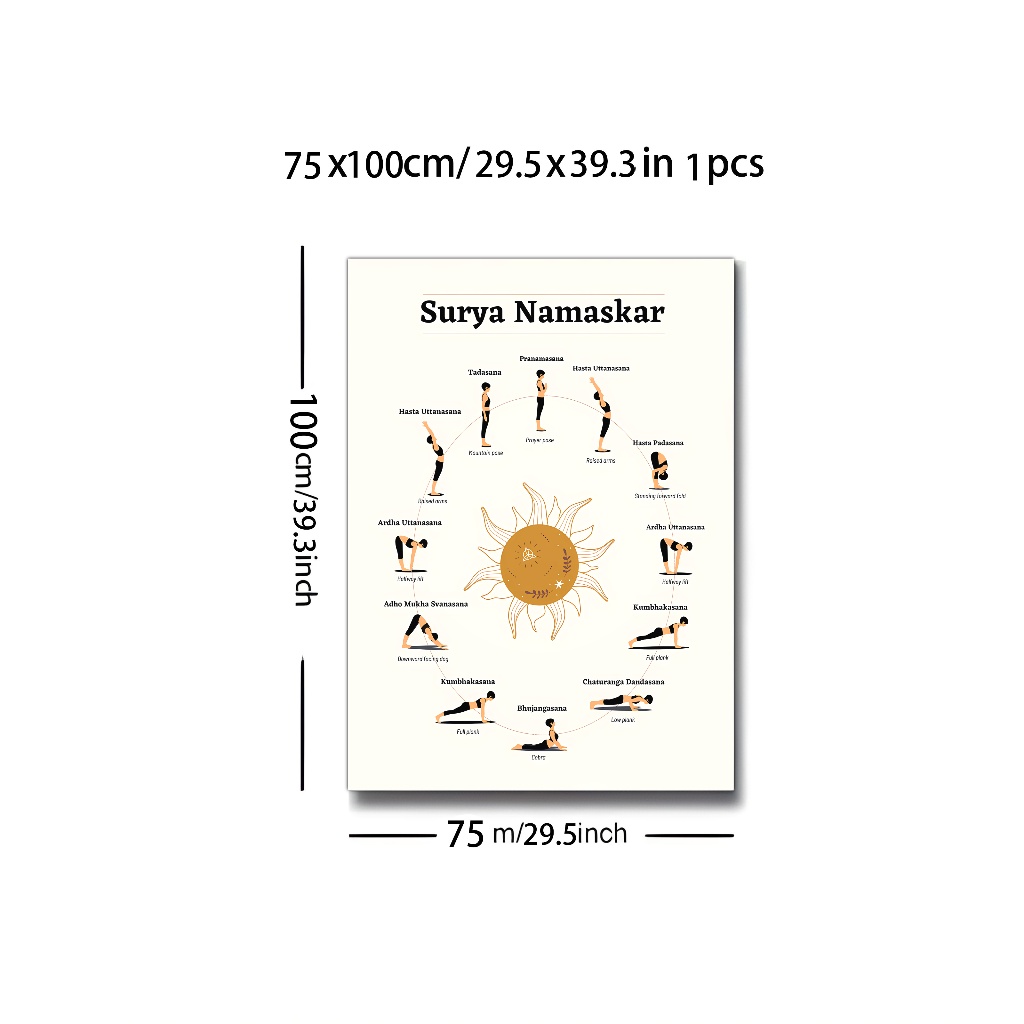 75x100cm/ 29.5x39.3in 1pcs
100cm/39.3inch
Surya Namaskar
Pranamasana
Prayer pose
Hasta Uttanasana
Raised arms
Hasta Padasana
Standing forward fold
Ardha Uttanasana
Halfway lift
Kumbhakasana
Full plank
Chaturanga Dandasana
Low plank
Bhujangasana
Cobra
Kumbhakasana
Full plank
Adho Mukha Svanasana
Downward facing dog
Ardha Uttanasana
Halfway lift
Hasta Uttanasana
Raised arms
Tadasana
Mountain pose
75 m/29.5inch